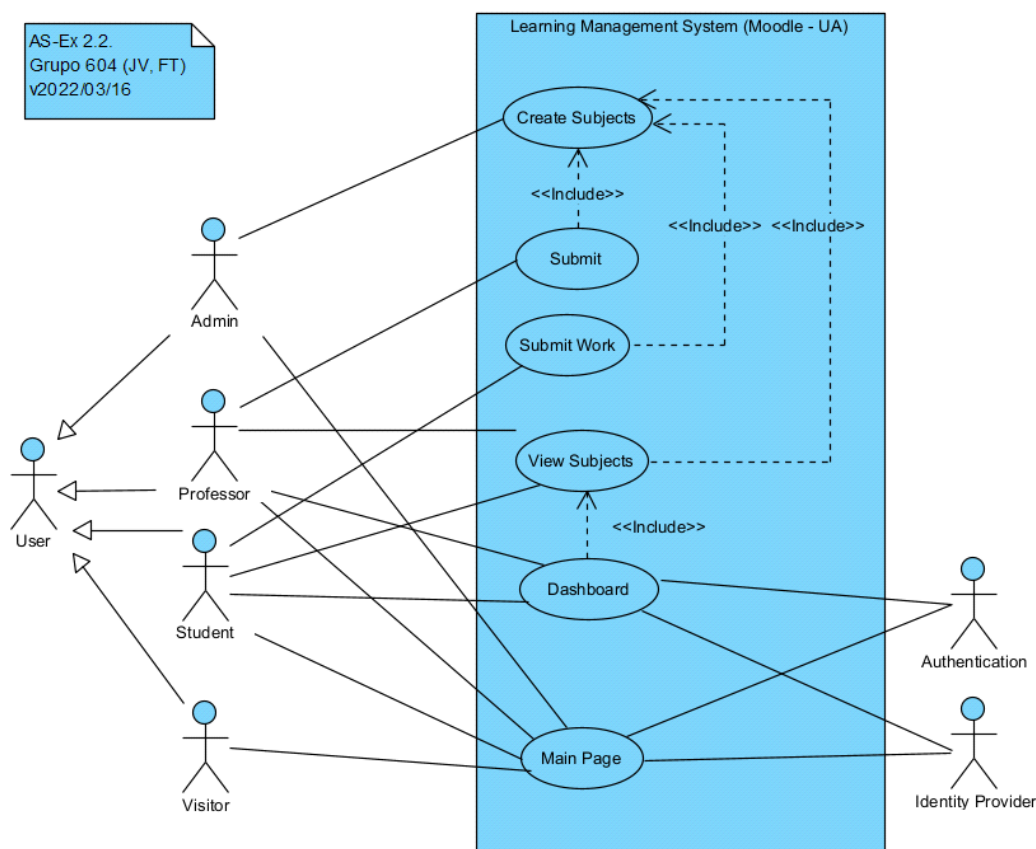 AS-Ex 2.2.
Grupo 604 (JV, FT)
v2022/03/16
Learning Management System (Moodle - UA)
Create Subjects
<<Include>>
<<Include>>
<<Include>>
Submit
Admin
Submit Work
View Subjects
Professor
<<Include>>
User
Dashboard
Student
Authentication
Main Page
Visitor
Identity Provider